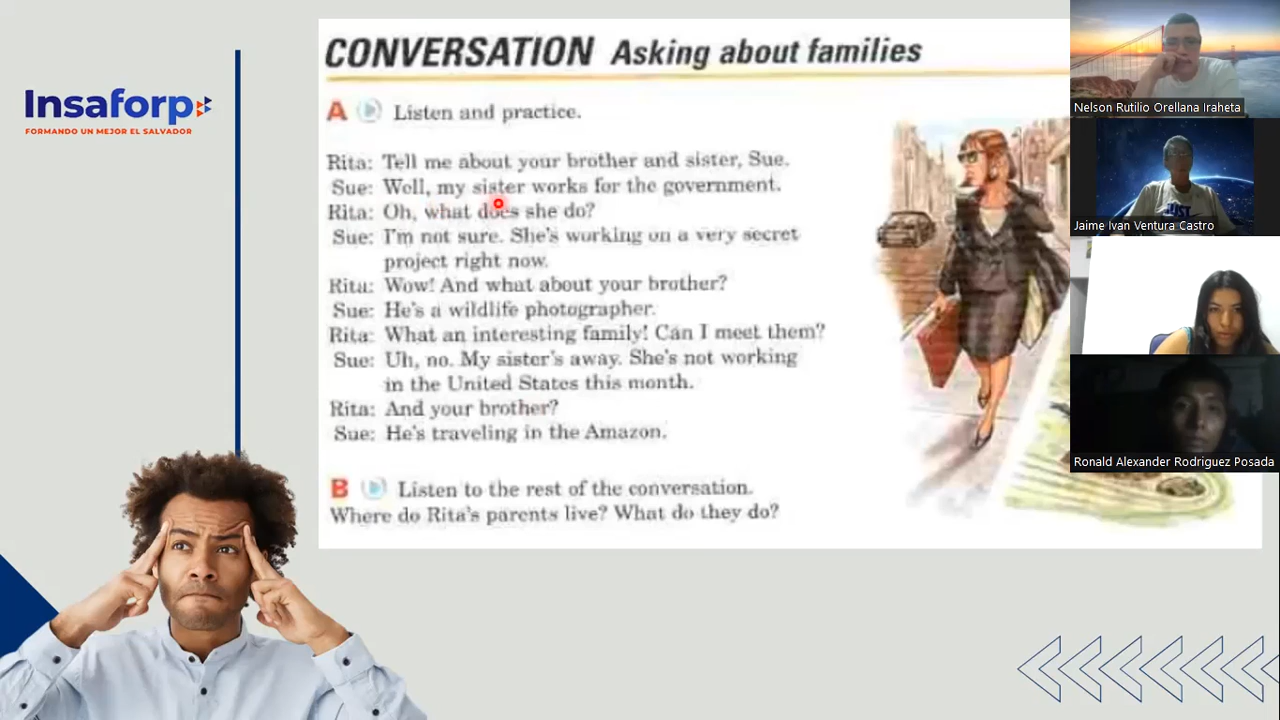 Insaforp
FORMANDO UN MEJOR EL SALVADOR
CONVERSATION Asking about families
A Listen and practice.
Rita: Tell me about your brother and sister, Sue.
Sue: Well, my sister works for the government.
Rita: Oh, what does she do?
Sue: I'm not sure. She's working on a very secret
project right now.
Rita: Wow! And what about your brother?
Sue: He's a wildlife photographer.
Rita: What an interesting family! Can I meet them?
Sue: Uh, no. My sister's away. She's not working
in the United States this month.
Rita: And your brother?
Sue: He's traveling in the Amazon.
B Listen to the rest of the conversation.
Where do Rita's parents live? What do they do?
Nelson Rutilio Orellana Iraheta
Jaime Ivan Ventura Castro
Ronald Alexander Rodriguez Posada